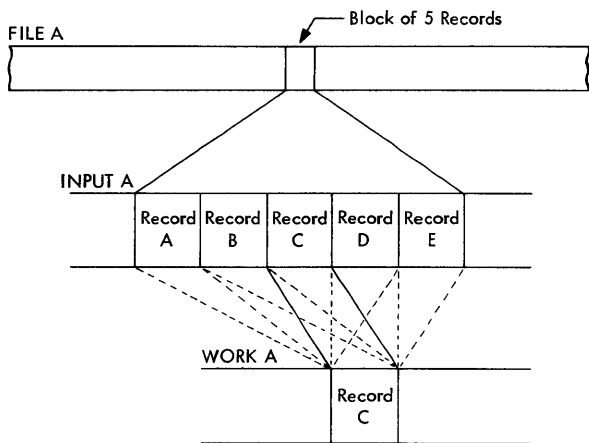 Block of 5 Records
FILE A
INPUT A
Record
A
Record
B
Record
C
Record
D
Record
E
WORK A
Record
C